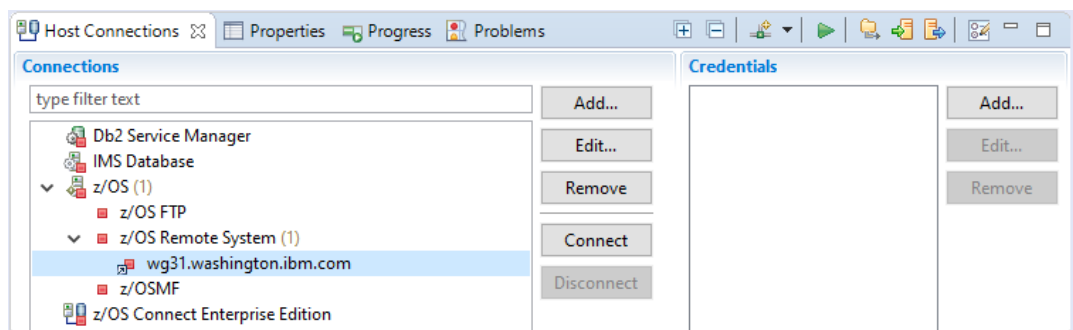 Host Connections Properties Progress Problems
Connections
type filter text
Db2 Service Manager
IMS Database
z/OS (1)
z/OS FTP
z/OS Remote System (1)
wg31.washington.ibm.com
z/OSMF
z/OS Connect Enterprise Edition
Add...
Edit...
Remove
Connect
Disconnect
Credentials
Add...
Edit...
Remove